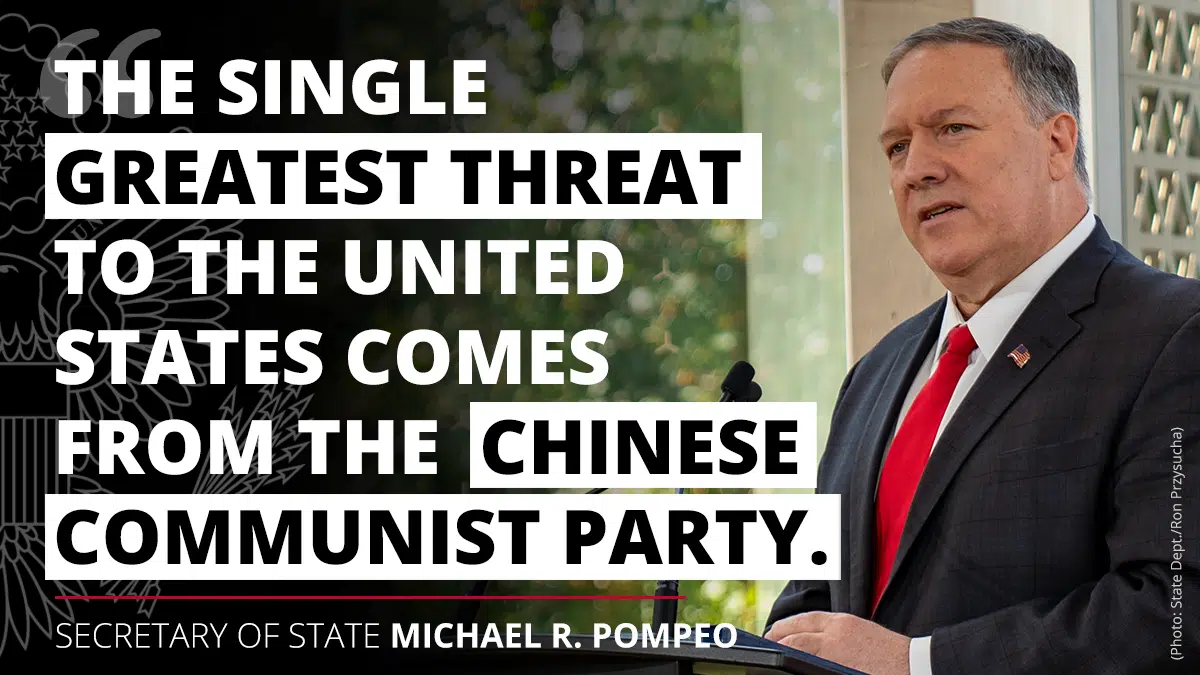 THE SINGLE
GREATEST THREAT
TO THE UNITED
STATES COMES
FROM THE CHINESE
COMMUNIST PARTY.
SECRETARY OF STATE MICHAEL R. POMPEO
(Photo: State Dept./Ron Przysucha)